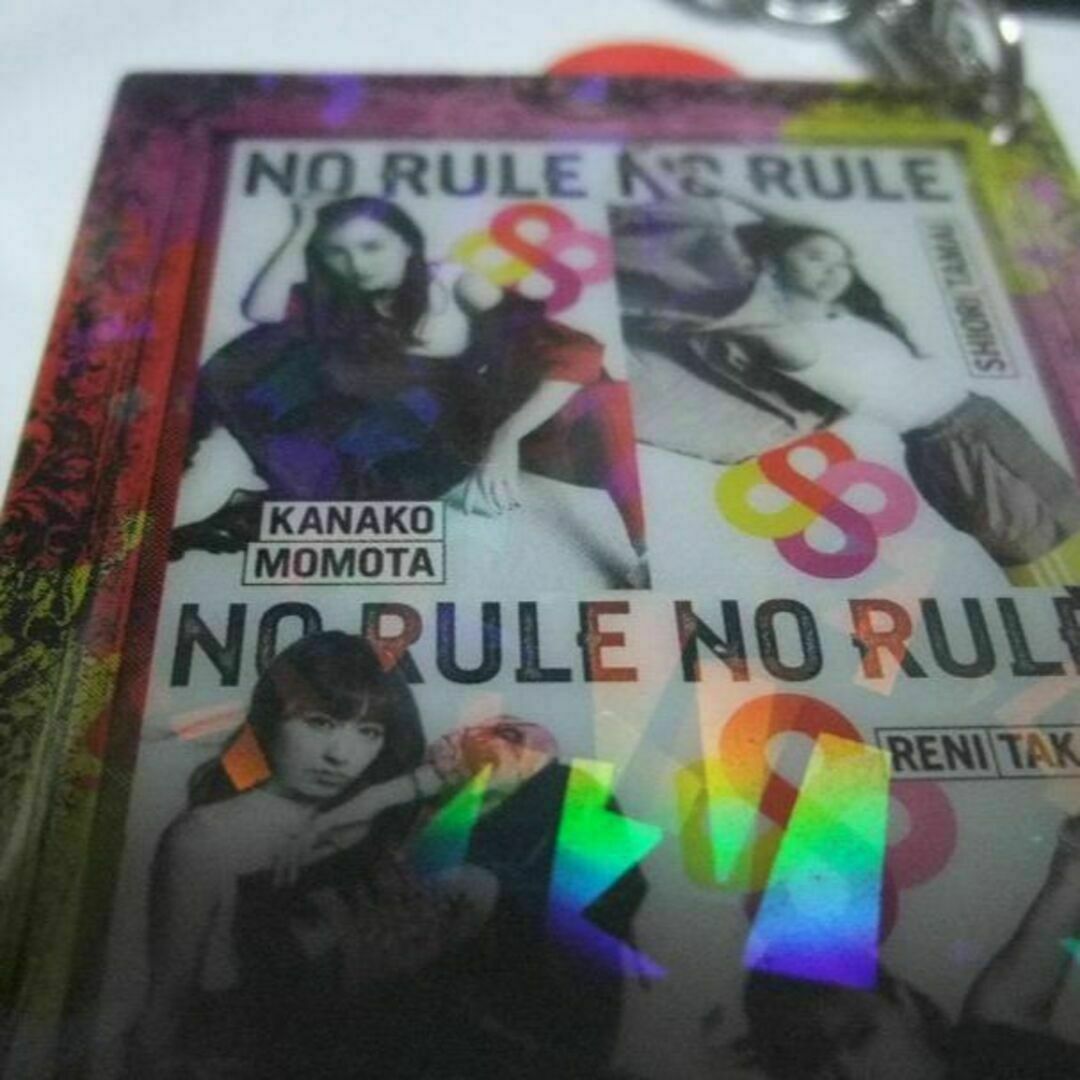 NO RULE NO RULE
SHIORI TAMAI
KANAKO
MOMOTA
NO RULE NO RULE
RENI TAK